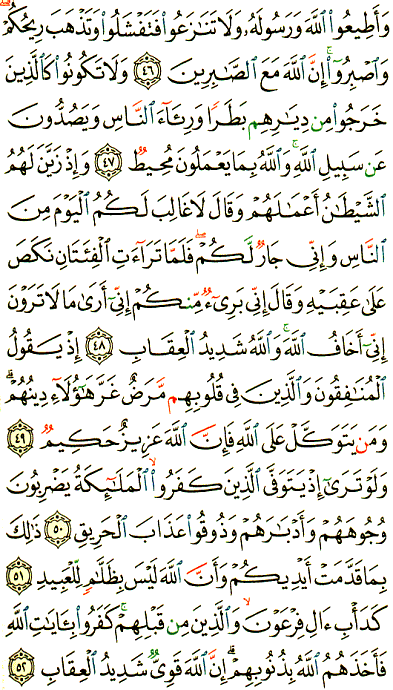 وَأَطِيعُوا۟ ٱللَّهَ وَرَسُولَهُۥ وَلَا تَنَـٰزَعُوا۟ فَتَفْشَلُوا۟ وَتَذْهَبَ رِيحُكُمْ
وَٱصْبِرُوٓا۟ ۚ إِنَّ ٱللَّهَ مَعَ ٱلصَّـٰبِرِينَ ٤٦ وَلَا تَكُونُوا۟ كَٱلَّذِينَ
خَرَجُوا۟ مِن دِيَـٰرِهِم بَطَرًا وَرِئَآءَ ٱلنَّاسِ وَيَصُدُّونَ
عَن سَبِيلِ ٱللَّهِ ۚ وَٱللَّهُ بِمَا يَعْمَلُونَ مُحِيطٌ ٤٧ وَإِذْ زَيَّنَ لَهُمُ
ٱلشَّيْطَـٰنُ أَعْمَـٰلَهُمْ وَقَالَ لَا غَالِبَ لَكُمُ ٱلْيَوْمَ مِنَ
ٱلنَّاسِ وَإِنِّى جَارٌ لَّكُمْ ۖ فَلَمَّا تَرَآءَتِ ٱلْفِئَتَانِ نَكَصَ
عَلَىٰ عَقِبَيْهِ وَقَالَ إِنِّى بَرِىٓءٌ مِّنكُمْ إِنِّىٓ أَرَىٰ مَا لَا تَرَوْنَ
إِنِّىٓ أَخَافُ ٱللَّهَ ۚ وَٱللَّهُ شَدِيدُ ٱلْعِقَابِ ٤٨ إِذْ يَقُولُ
ٱلْمُنَـٰفِقُونَ وَٱلَّذِينَ فِى قُلُوبِهِم مَّرَضٌ غَرَّ هَـٰٓؤُلَآءِ دِينُهُمْ ۗ
وَمَن يَتَوَكَّلْ عَلَى ٱللَّهِ فَإِنَّ ٱللَّهَ عَزِيزٌ حَكِيمٌ ٤٩
وَلَوْ تَرَىٰٓ إِذْ يَتَوَفَّى ٱلَّذِينَ كَفَرُوا۟ ۙ ٱلْمَلَـٰٓئِكَةُ يَضْرِبُونَ
وُجُوهَهُمْ وَأَدْبَـٰرَهُمْ وَذُوقُوا۟ عَذَابَ ٱلْحَرِيقِ ٥٠ ذَٰلِكَ
بِمَا قَدَّمَتْ أَيْدِيكُمْ وَأَنَّ ٱللَّهَ لَيْسَ بِظَلَّـٰمٍ لِّلْعَبِيدِ ٥١
كَدَأْبِ ءَالِ فِرْعَوْنَ ۙ وَٱلَّذِينَ مِن قَبْلِهِمْ ۚ كَفَرُوا۟ بِـَٔايَـٰتِ ٱللَّهِ
فَأَخَذَهُمُ ٱللَّهُ بِذُنُوبِهِمْ ۗ إِنَّ ٱللَّهَ قَوِىٌّ شَدِيدُ ٱلْعِقَابِ ٥٢